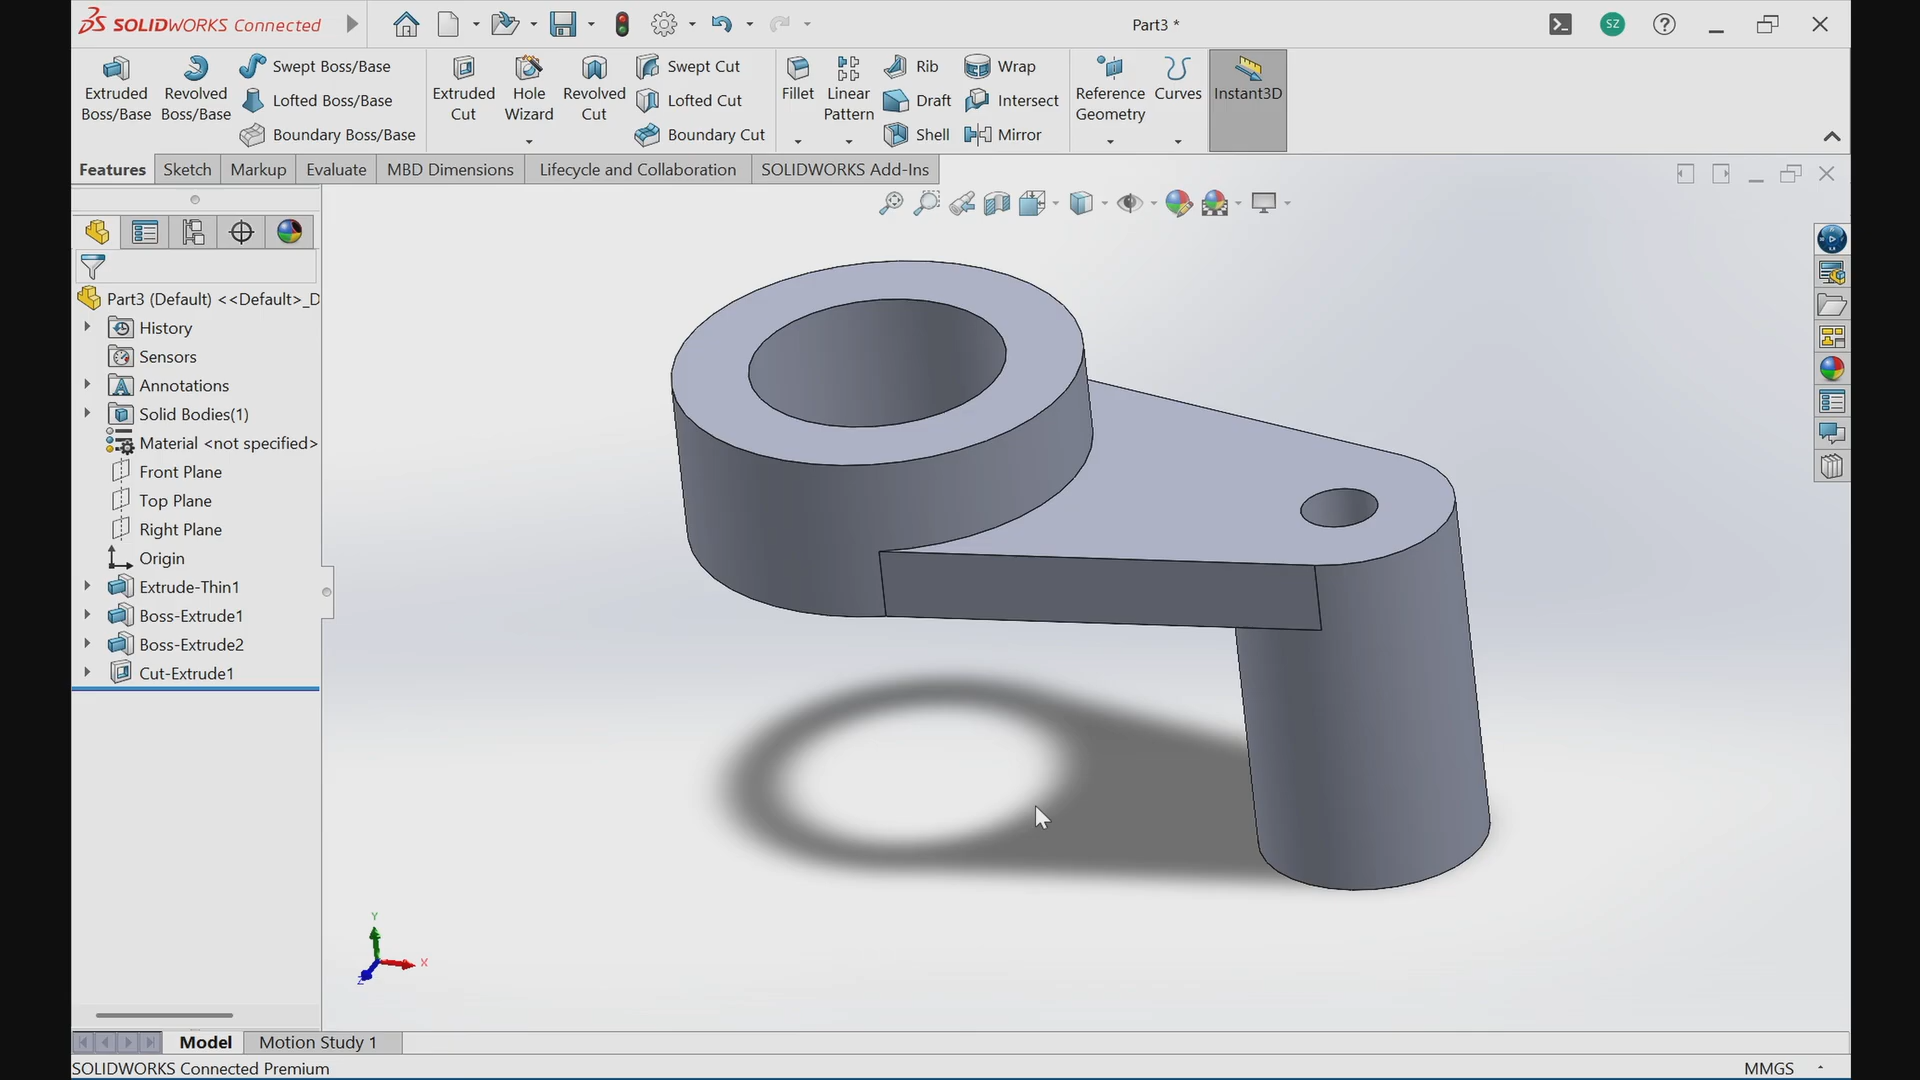 SOLIDWORKS Connected
Part3 *
SZ
Extruded
Boss/Base
Revolved
Boss/Base
Swept Boss/Base
Lofted Boss/Base
Boundary Boss/Base
Extruded
Cut
Hole
Wizard
Revolved
Cut
Swept Cut
Lofted Cut
Boundary Cut
Fillet
Linear
Pattern
Rib
Draft
Shell
Wrap
Intersect
Mirror
Reference
Geometry
Curves
Instant3D
Features
Sketch
Markup
Evaluate
MBD Dimensions
Lifecycle and Collaboration
SOLIDWORKS Add-Ins
Part3 (Default) <<Default>_D
History
Sensors
Annotations
Solid Bodies(1)
Material <not specified>
Front Plane
Top Plane
Right Plane
Origin
Extrude-Thin1
Boss-Extrude1
Boss-Extrude2
Cut-Extrude1
Y
X
Z
Model
Motion Study 1
SOLIDWORKS Connected Premium
MMGS